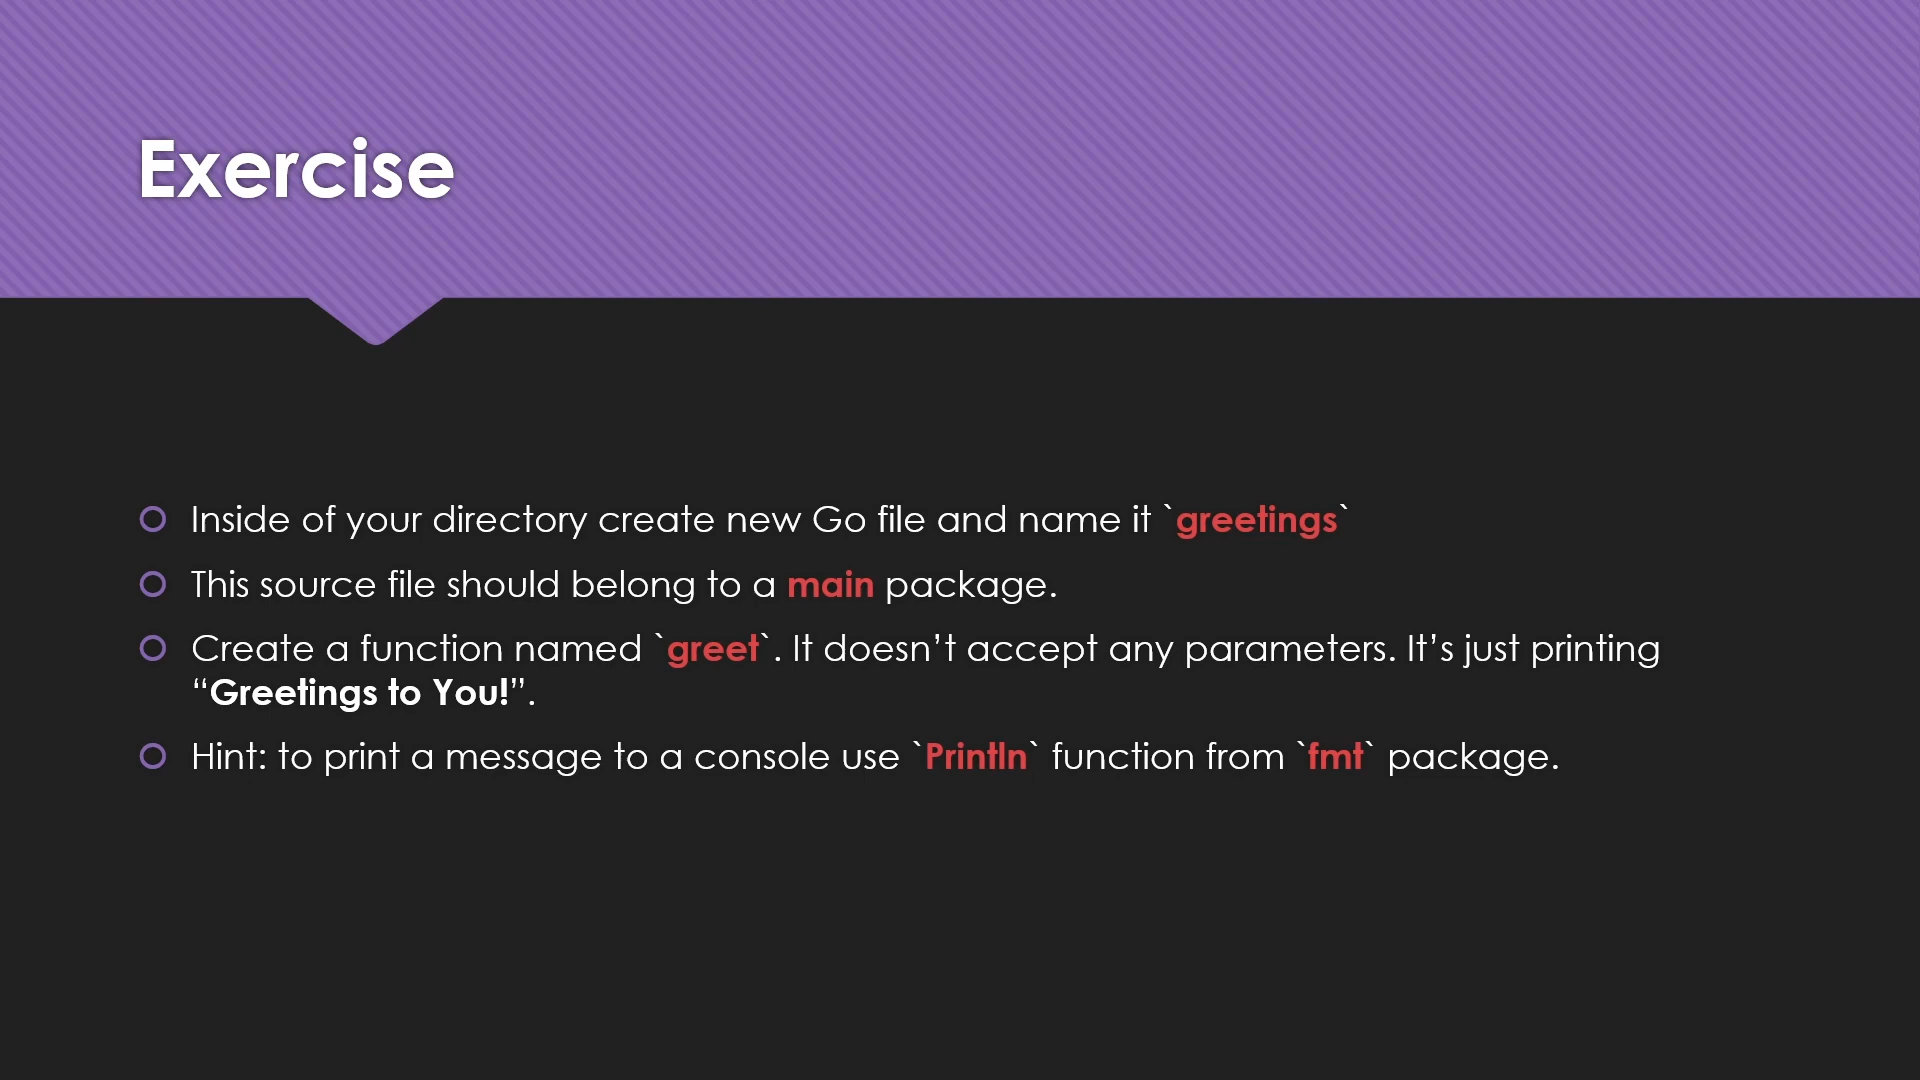 Exercise
Inside of your directory create new Go file and name it `greetings`
This source file should belong to a main package.
Create a function named `greet`. It doesn’t accept any parameters. It’s just printing
“Greetings to You!”.
Hint: to print a message to a console use `Println` function from `fmt` package.